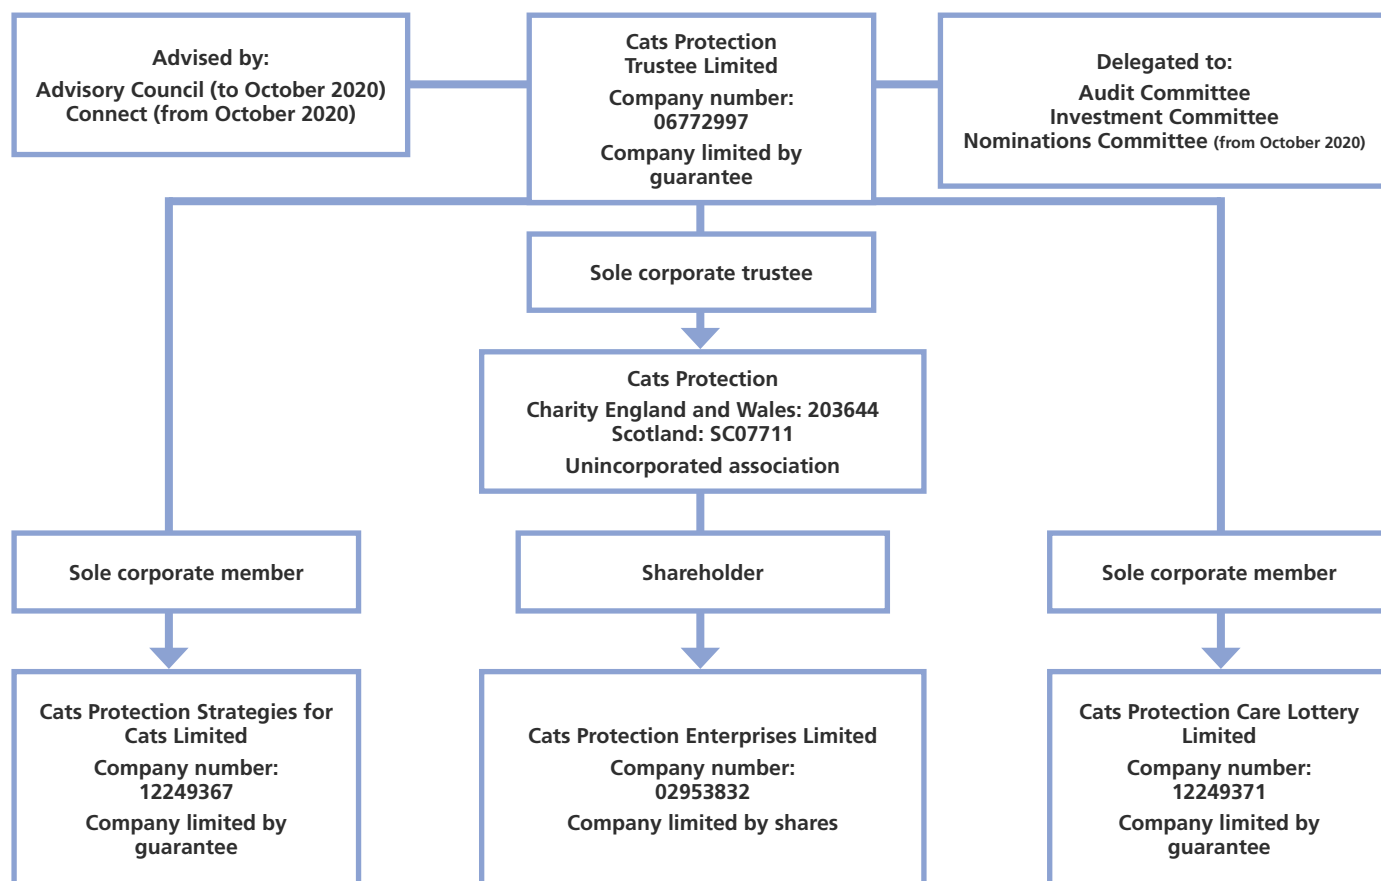 Advised by:
Advisory Council (to October 2020)
Connect (from October 2020)
Cats Protection
Trustee Limited
Company number:
06772997
Company limited by
guarantee
Delegated to:
Audit Committee
Investment Committee
Nominations Committee (from October 2020)
Sole corporate trustee
Cats Protection
Charity England and Wales: 203644
Scotland: SC07711
Unincorporated association
Sole corporate member
Shareholder
Sole corporate member
Cats Protection Strategies for
Cats Limited
Company number:
12249367
Company limited by
guarantee
Cats Protection Enterprises Limited
Company number:
02953832
Company limited by shares
Cats Protection Care Lottery
Limited
Company number:
12249371
Company limited by
guarantee